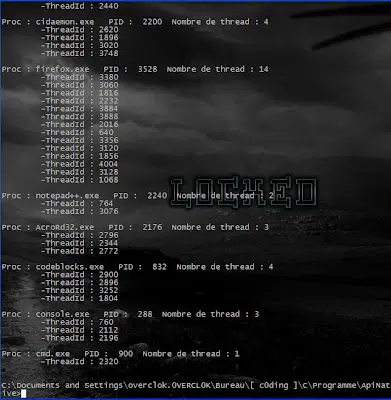 -ThreadId : 2440
Proc : cidaemon.exe PID : 2200 Nombre de thread : 4
-ThreadId : 2620
-ThreadId : 1896
-ThreadId : 3020
-ThreadId : 3748
Proc : firefox.exe PID : 3528 Nombre de thread : 14
-ThreadId : 3380
-ThreadId : 3060
-ThreadId : 1816
-ThreadId : 2232
-ThreadId : 3884
-ThreadId : 3888
-ThreadId : 2016
-ThreadId : 640
-ThreadId : 3356
-ThreadId : 3120
-ThreadId : 1856
-ThreadId : 4004
-ThreadId : 3128
-ThreadId : 1068
LOCKED
Proc : notepad++.exe PID : 2240 Nombre de thread : 2
-ThreadId : 764
-ThreadId : 3076
Proc : AcroRd32.exe PID : 2176 Nombre de thread : 3
-ThreadId : 2796
-ThreadId : 2344
-ThreadId : 2772
Proc : codeblocks.exe PID : 832 Nombre de thread : 4
-ThreadId : 2900
-ThreadId : 2896
-ThreadId : 3252
-ThreadId : 1804
Proc : console.exe PID : 288 Nombre de thread : 3
-ThreadId : 760
-ThreadId : 2112
-ThreadId : 2196
Proc : cmd.exe PID : 900 Nombre de thread : 1
-ThreadId : 2320
C:\Documents and Settings\0verclok.OVERCLOK\Bureau\[ c0ding ]\C\Programme\ApiNat
ive>